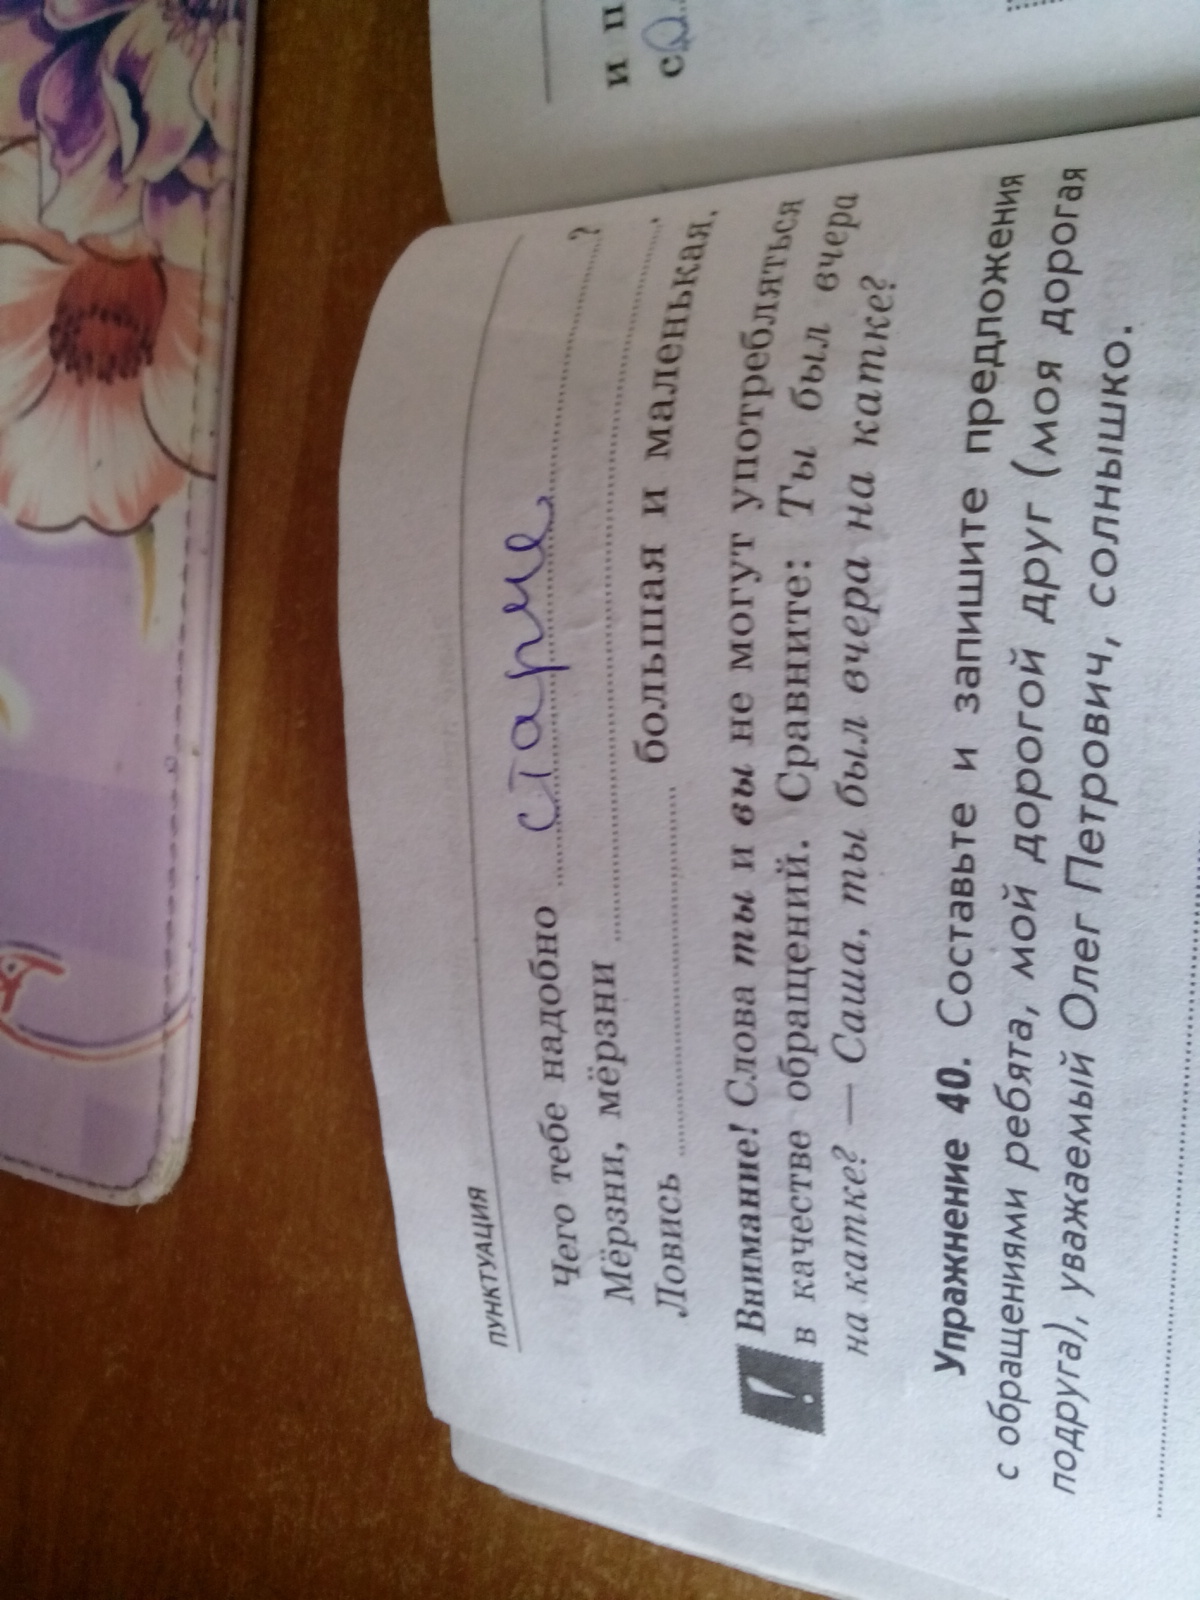 ПУНКТУАЦИЯ
Чего тебе надобно старче ?
Мёрзни, мёрзни .
Ловись большая и маленькая.
! Внимание! Слова ты и вы не могут употребляться
в качестве обращений. Сравните: Ты был вчера
на катке? — Саша, ты был вчера на катке?
Упражнение 40. Составьте и запишите предложения
с обращениями ребята, мой дорогой друг (моя дорогая
подруга), уважаемый Олег Петрович, солнышко.
и п